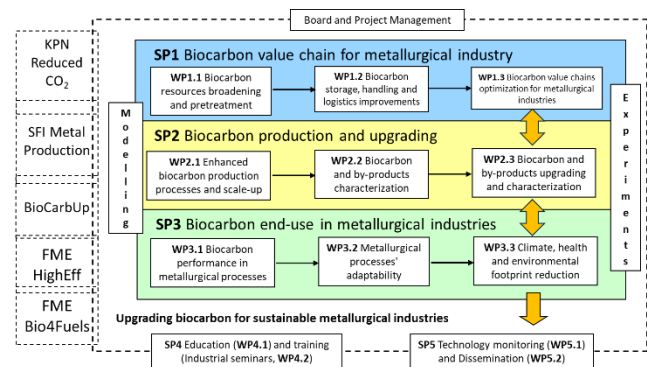 Board and Project Management
KPN
Reduced
CO2
SFI Metal
Production
BioCarbUp
FME
HighEff
FME
Bio4Fuels
Modelling
SP1 Biocarbon value chain for metallurgical industry
WP1.1 Biocarbon
resources broadening
and pretreatment
WP1.2 Biocarbon
storage, handling and
logistics improvements
WP1.3 Biocarbon value chains
optimization for metallurgical
industries
SP2 Biocarbon production and upgrading
WP2.1 Enhanced
biocarbon production
processes and scale-up
WP2.2 Biocarbon
and by-products
characterization
WP2.3 Biocarbon and
by-products upgrading
and characterization
SP3 Biocarbon end-use in metallurgical industries
WP3.1 Biocarbon
performance in
metallurgical processes
WP3.2 Metallurgical
processes'
adaptability
WP3.3 Climate, health
and environmental
footprint reduction
Experiments
Upgrading biocarbon for sustainable metallurgical industries
SP4 Education (WP4.1) and training
(Industrial seminars, WP4.2)
SP5 Technology monitoring (WP5.1)
and Dissemination (WP5.2)